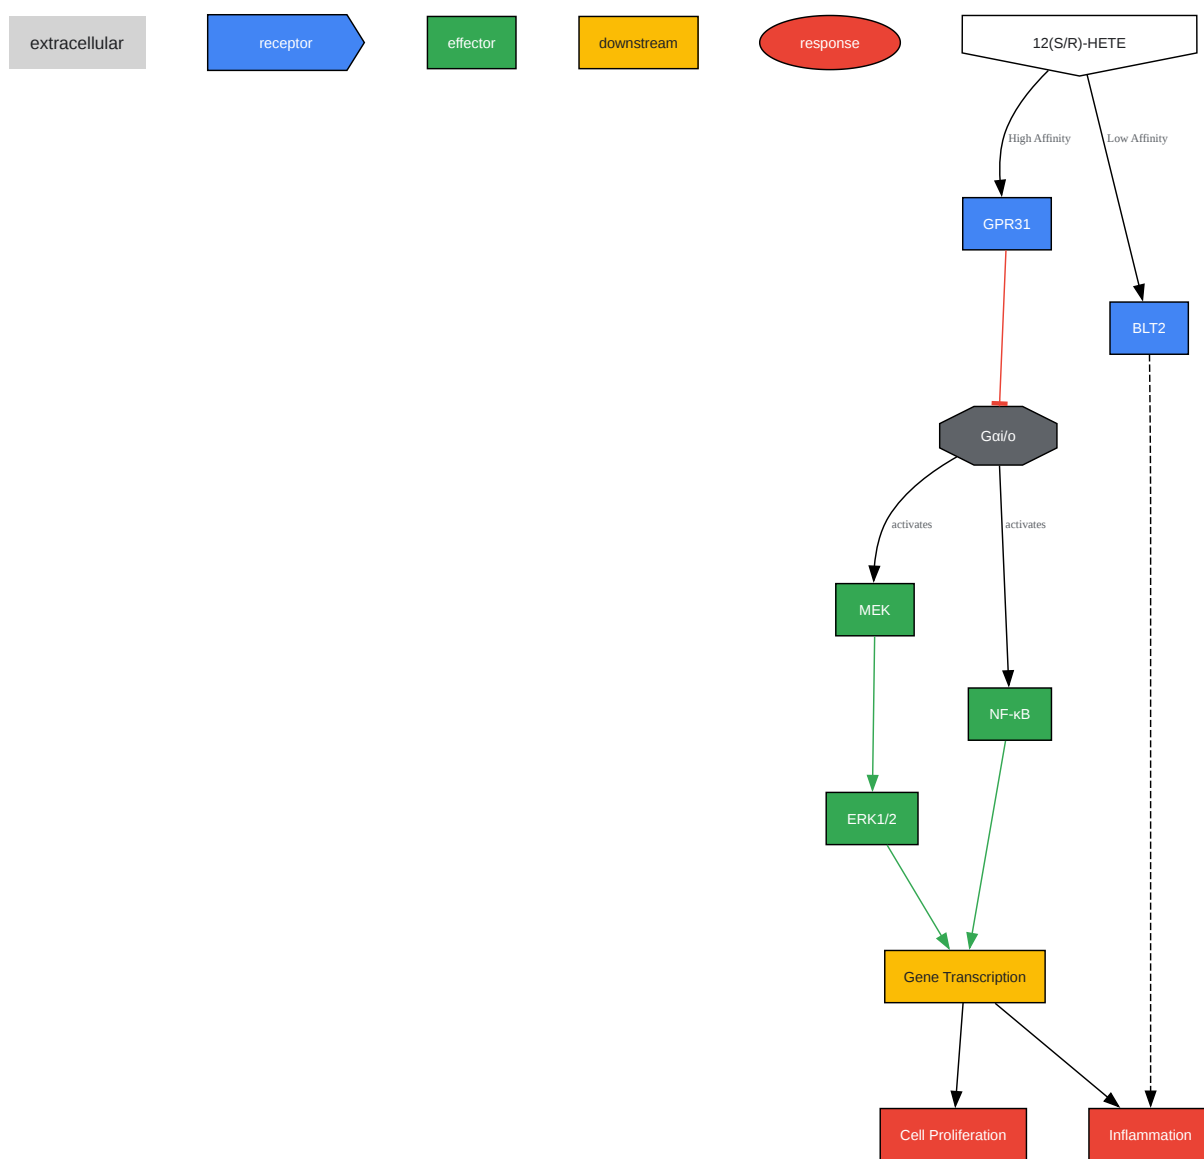 extracellular
receptor
effector
downstream
response
12(S/R)-HETE
High Affinity
Low Affinity
GPR31
BLT2
Gαi/o
activates
activates
MEK
NF-κB
ERK1/2
Gene Transcription
Cell Proliferation
Inflammation